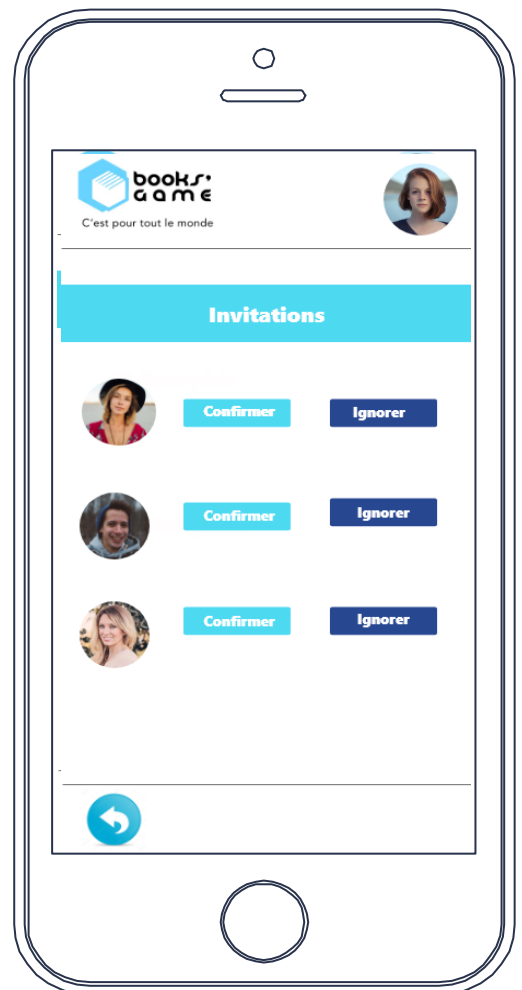 books'
Game
C'est pour tout le monde
Invitations
Confirmer
Ignorer
Confirmer
Ignorer
Confirmer
Ignorer